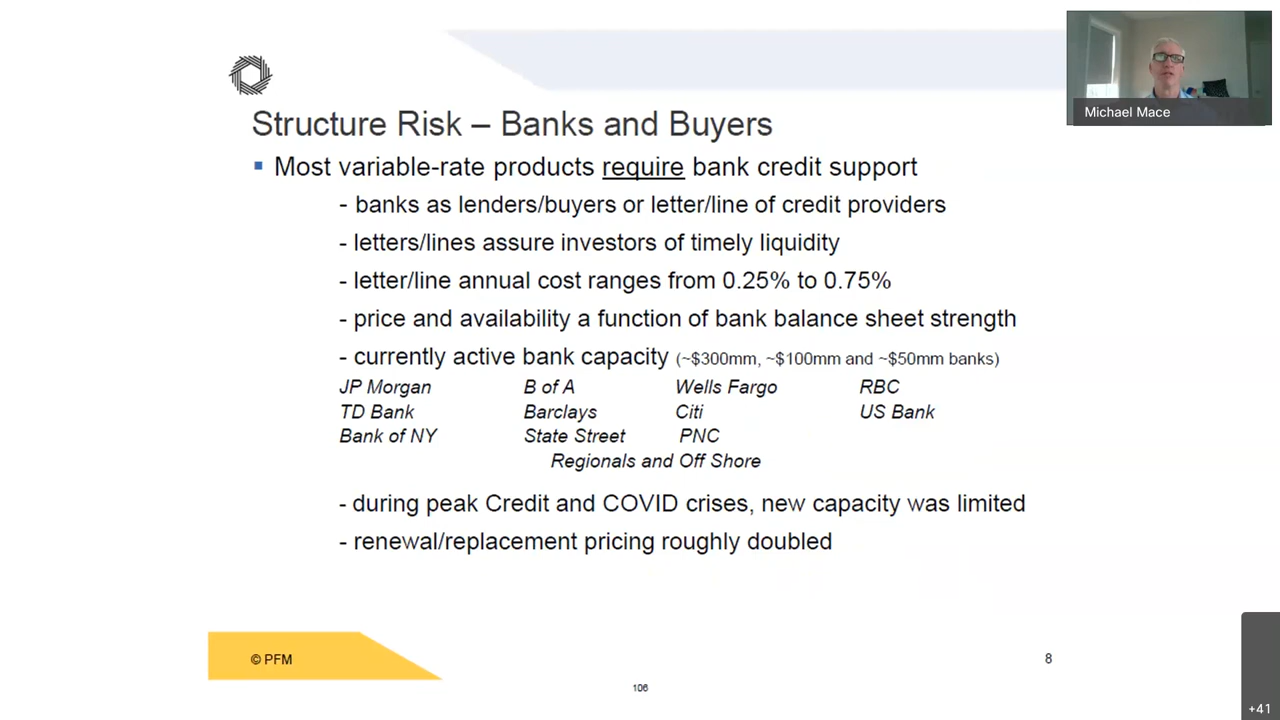 Michael Mace
Structure Risk – Banks and Buyers
▪ Most variable-rate products require bank credit support
- banks as lenders/buyers or letter/line of credit providers
- letters/lines assure investors of timely liquidity
- letter/line annual cost ranges from 0.25% to 0.75%
- price and availability a function of bank balance sheet strength
- currently active bank capacity (~$300mm, ~$100mm and ~$50mm banks)
JP Morgan B of A Wells Fargo RBC
TD Bank Barclays Citi US Bank
Bank of NY State Street PNC
Regionals and Off Shore
- during peak Credit and COVID crises, new capacity was limited
- renewal/replacement pricing roughly doubled
© PFM
8
106
+41